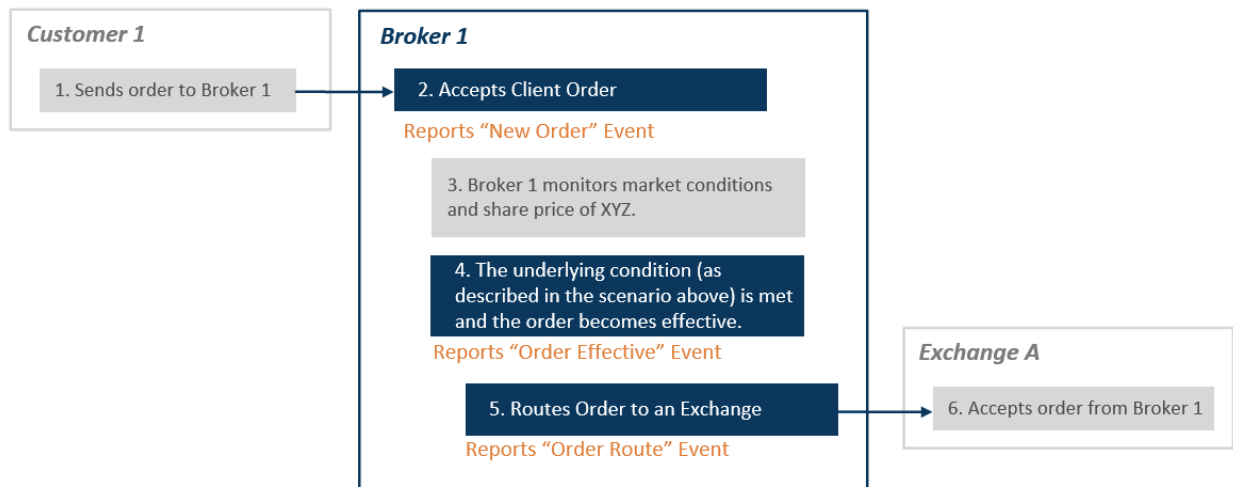 Customer 1
1. Sends order to Broker 1
Broker 1
2. Accepts Client Order
Reports “New Order” Event
3. Broker 1 monitors market conditions
and share price of XYZ.
4. The underlying condition (as
described in the scenario above) is met
and the order becomes effective.
Reports “Order Effective” Event
5. Routes Order to an Exchange
Reports “Order Route” Event
Exchange A
6. Accepts order from Broker 1